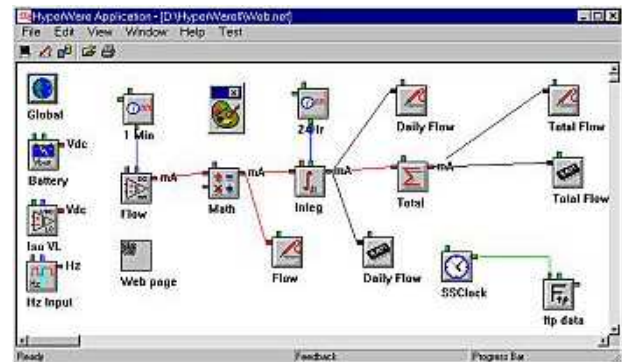 HyperWare Application - [D:\HyperWare\Web.net]
File Edit View Window Help Test
Global
1 Min
24 Hr
Daily Flow
Total Flow
Vdc
Battery
mA
mA
mA
mA
Flow
Math
Integ
Total
Total Flow
Vdc
Iso VL
Hz
Hz Input
Web page
Flow
Daily Flow
SSClock
ftp data
Ready
Feedback
Progress Bar